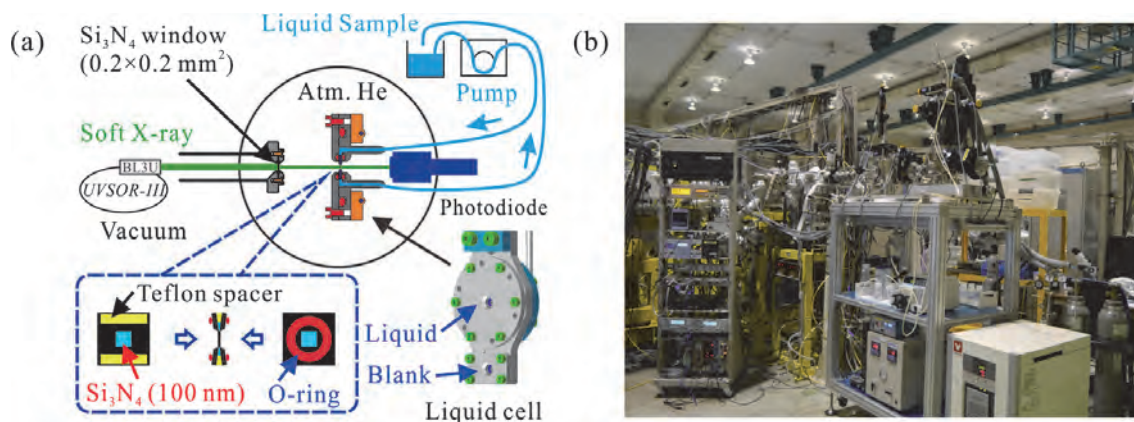 (a)
Si₃N₄ window
(0.2×0.2 mm²)
Liquid Sample
Pump
Atm. He
Soft X-ray
BL3U
UVSOR-III
Vacuum
Photodiode
Teflon spacer
Si₃N₄ (100 nm)
O-ring
Liquid
Blank
Liquid cell
(b)